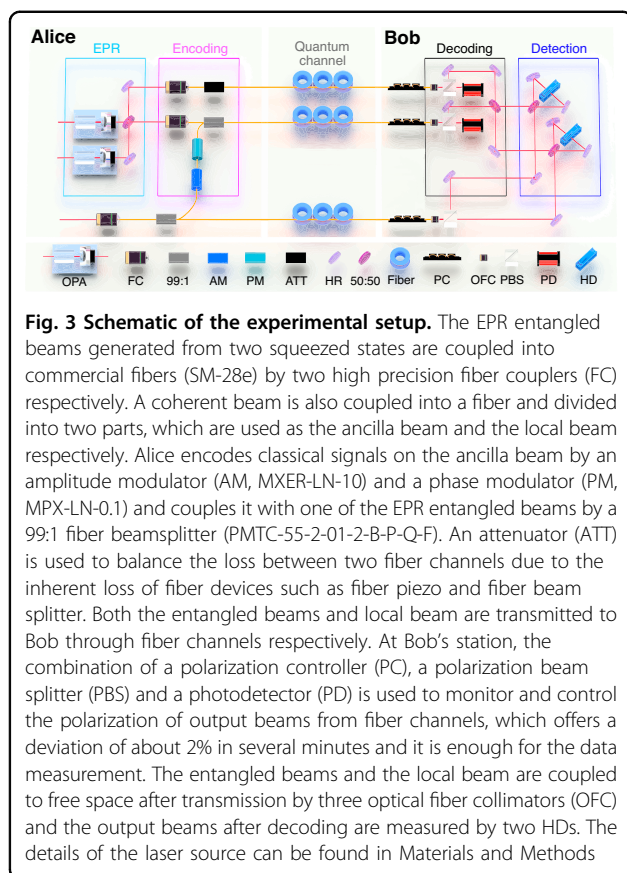 Alice
Bob
EPR
Encoding
Quantum
channel
Decoding
Detection
OPA
FC
99:1
AM
PM
ATT
HR
50:50
Fiber
PC
OFC
PBS
PD
HD
Fig. 3 Schematic of the experimental setup. The EPR entangled
beams generated from two squeezed states are coupled into
commercial fibers (SM-28e) by two high precision fiber couplers (FC)
respectively. A coherent beam is also coupled into a fiber and divided
into two parts, which are used as the ancilla beam and the local beam
respectively. Alice encodes classical signals on the ancilla beam by an
amplitude modulator (AM, MXER-LN-10) and a phase modulator (PM,
MPX-LN-0.1) and couples it with one of the EPR entangled beams by a
99:1 fiber beamsplitter (PMTC-55-2-01-2-B-P-Q-F). An attenuator (ATT)
is used to balance the loss between two fiber channels due to the
inherent loss of fiber devices such as fiber piezo and fiber beam
splitter. Both the entangled beams and local beam are transmitted to
Bob through fiber channels respectively. At Bob's station, the
combination of a polarization controller (PC), a polarization beam
splitter (PBS) and a photodetector (PD) is used to monitor and control
the polarization of output beams from fiber channels, which offers a
deviation of about 2% in several minutes and it is enough for the data
measurement. The entangled beams and the local beam are coupled
to free space after transmission by three optical fiber collimators (OFC)
and the output beams after decoding are measured by two HDs. The
details of the laser source can be found in Materials and Methods